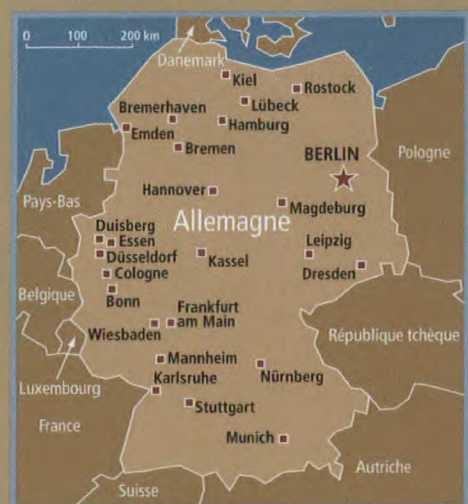 0 100 200 km
Danemark
Kiel
Rostock
Lübeck
Bremerhaven
Hamburg
Emden
Bremen
BERLIN
Pologne
Hannover
Pays-Bas
Magdeburg
Allemagne
Duisberg
Essen
Düsseldorf
Kassel
Leipzig
Dresden
Cologne
Belgique
Bonn
Frankfurt
am Main
Wiesbaden
République tchèque
Mannheim
Nürnberg
Luxembourg
Karlsruhe
Stuttgart
France
Munich
Autriche
Suisse